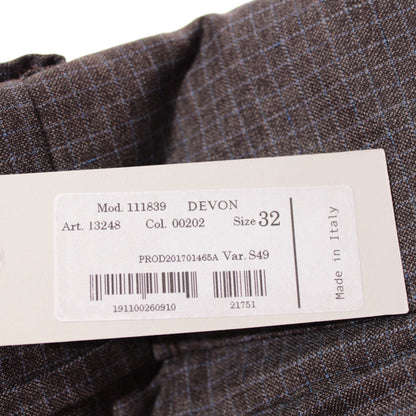 Mod. 111839 DEVON
Art. 13248 Col. 00202 Size 32
PROD201701465A Var. S49
191100260910 21751
Made in Italy